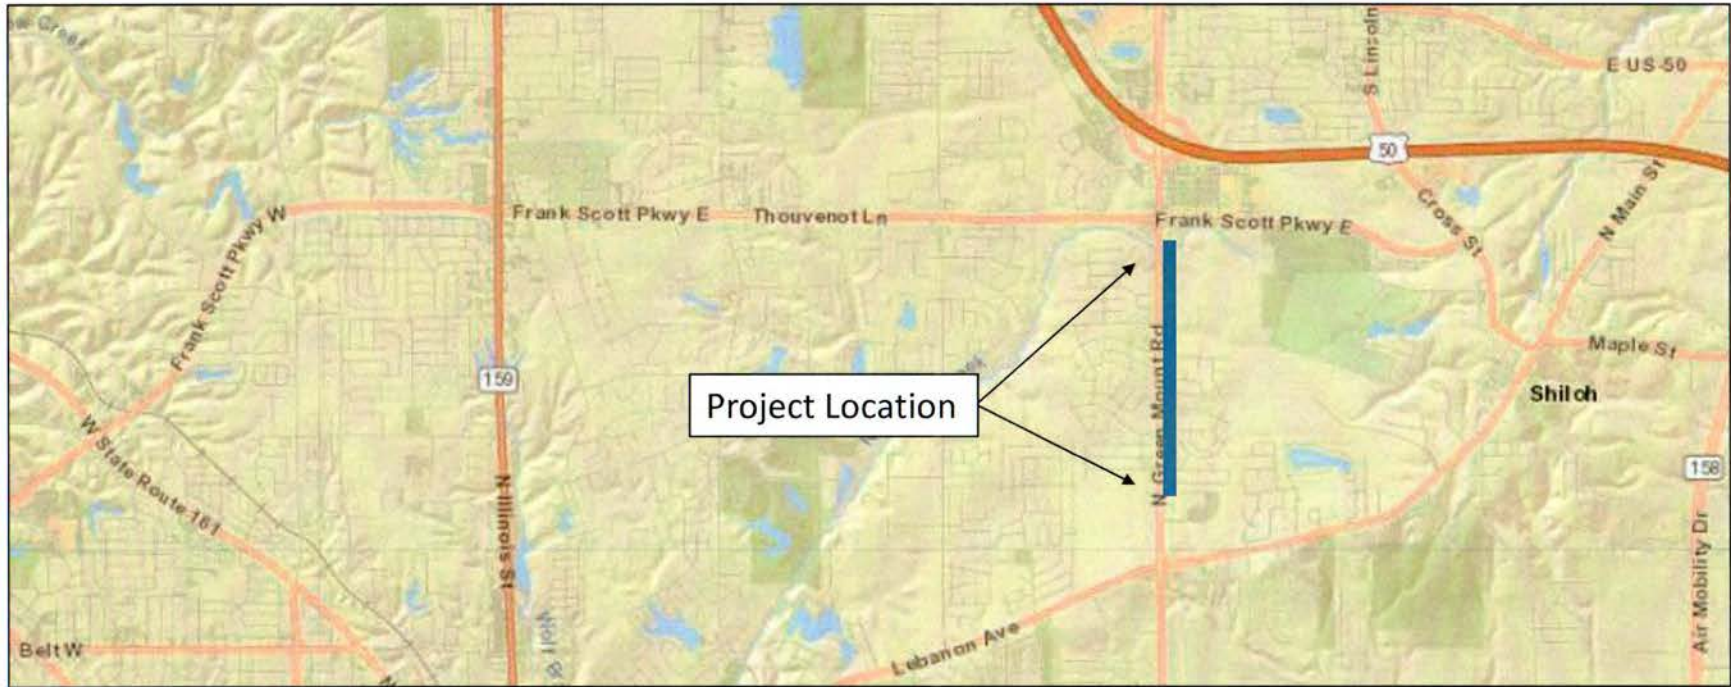 S Lincoln
E US-50
50
N Main St
Cross St
Frank Scott Pkwy W
Frank Scott Pkwy E
Thouvenot Ln
Frank Scott Pkwy E
N Green Mount Rd
Maple St
159
Project Location
Shiloh
W State Route 161
N Illinois St
158
Air Mobility Dr
Lebanon Ave
Belt W